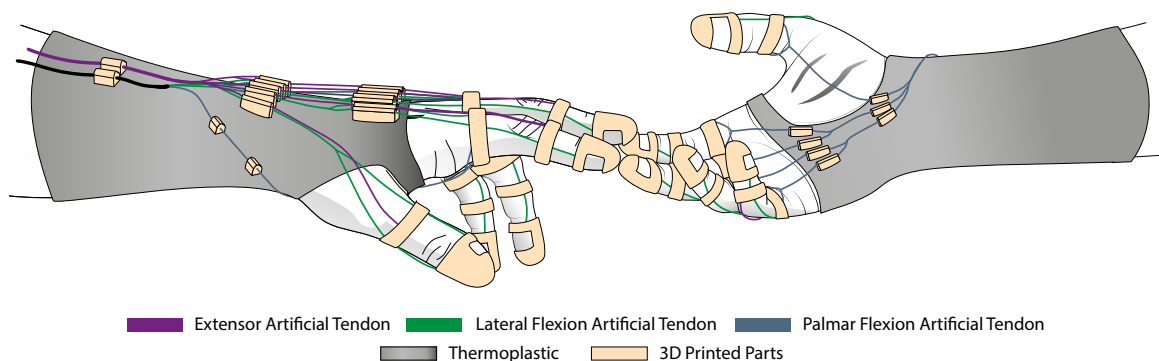 Extensor Artificial Tendon Lateral Flexion Artificial Tendon Palmar Flexion Artificial Tendon
Thermoplastic 3D Printed Parts